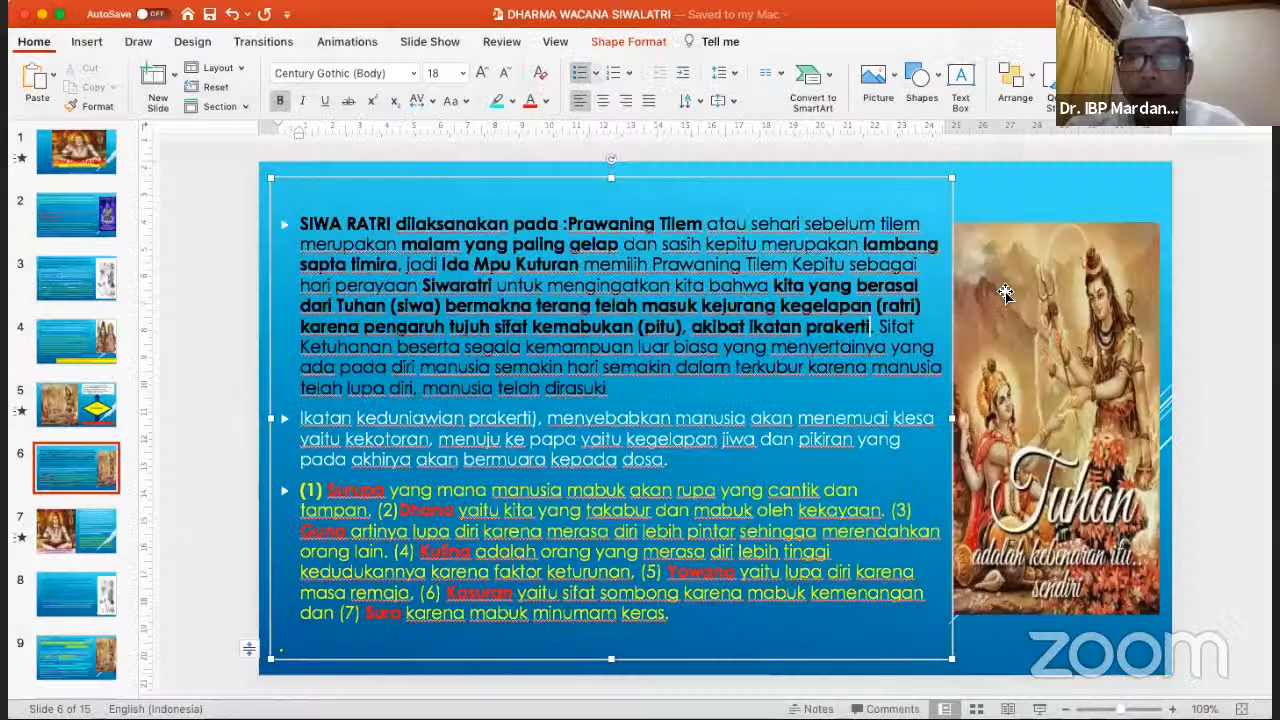 AutoSave OFF
DHARMA WACANA SIWALATRI — Saved to my Mac
Home Insert Draw Design Transitions Animations Slide Show Review View Shape Format Tell me
Paste Cut Copy Format
New Slide
Layout Reset Section
Century Gothic (Body) 18
Convert to SmartArt
Picture Shapes Text Box Arrange
Dr. IBP Mardan...
SIWA RATRI dilaksanakan pada :Prawaning Tilem atau sehari sebelum tilem
merupakan malam yang paling gelap dan sasih kepitu merupakan lambang
sapta timira, jadi Ida Mpu Kuturan memilih Prawaning Tilem Kepitu sebagai
hari perayaan Siwaratri untuk mengingatkan kita bahwa kita yang berasal
dari Tuhan (siwa) bermakna terang telah masuk kejurang kegelapan (ratri)
karena pengaruh tujuh sifat kemabukan (pitu), akibat ikatan prakerti. Sifat
Ketuhanan beserta segala kemampuan luar biasa yang menyertainya yang
ada pada diri manusia semakin hari semakin dalam terkubur karena manusia
telah lupa diri, manusia telah dirasuki
Ikatan keduniawian prakerti), menyebabkan manusia akan menemuai klesa
yaitu kekotoran, menuju ke papa yaitu kegelapan jiwa dan pikiran yang
pada akhirya akan bermuara kepada dosa.
(1) Surupa yang mana manusia mabuk akan rupa yang cantik dan
tampan, (2)Dhana yaitu kita yang takabur dan mabuk oleh kekayaan, (3)
Guna artinya lupa diri karena merasa diri lebih pintar sehingga merendahkan
orang lain. (4) Kulina adalah orang yang merasa diri lebih tinggi
kedudukannya karena faktor keturunan, (5) Yowana yaitu lupa diri karena
masa remaja, (6) Kasuran yaitu sifat sombong karena mabuk kemenangan
dan (7) Sura karena mabuk minumam keras.
Tuhan
adalah kebenaran itu...
sendiri
zoom
1
2
3
4
5
6
8
9
Slide 6 of 15 English (Indonesia) Notes Comments 109%